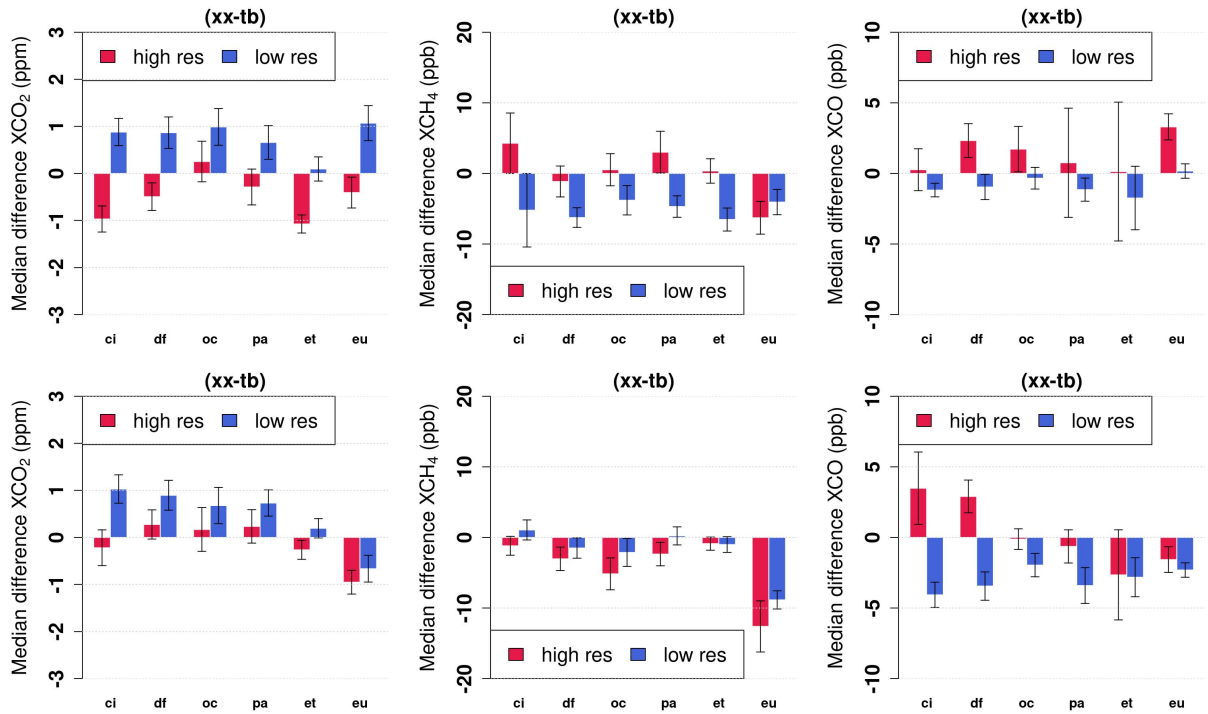 (xx-tb)
Median difference XCO₂ (ppm)
3
2
1
0
-1
-2
-3
high res low res
ci df oc pa et eu
(xx-tb)
Median difference XCH₄ (ppb)
20
10
0
-10
-20
high res low res
ci df oc pa et eu
(xx-tb)
Median difference XCO (ppb)
10
5
0
-5
-10
high res low res
ci df oc pa et eu
(xx-tb)
Median difference XCO₂ (ppm)
3
2
1
0
-1
-2
-3
high res low res
ci df oc pa et eu
(xx-tb)
Median difference XCH₄ (ppb)
20
10
0
-10
-20
high res low res
ci df oc pa et eu
(xx-tb)
Median difference XCO (ppb)
10
5
0
-5
-10
high res low res
ci df oc pa et eu